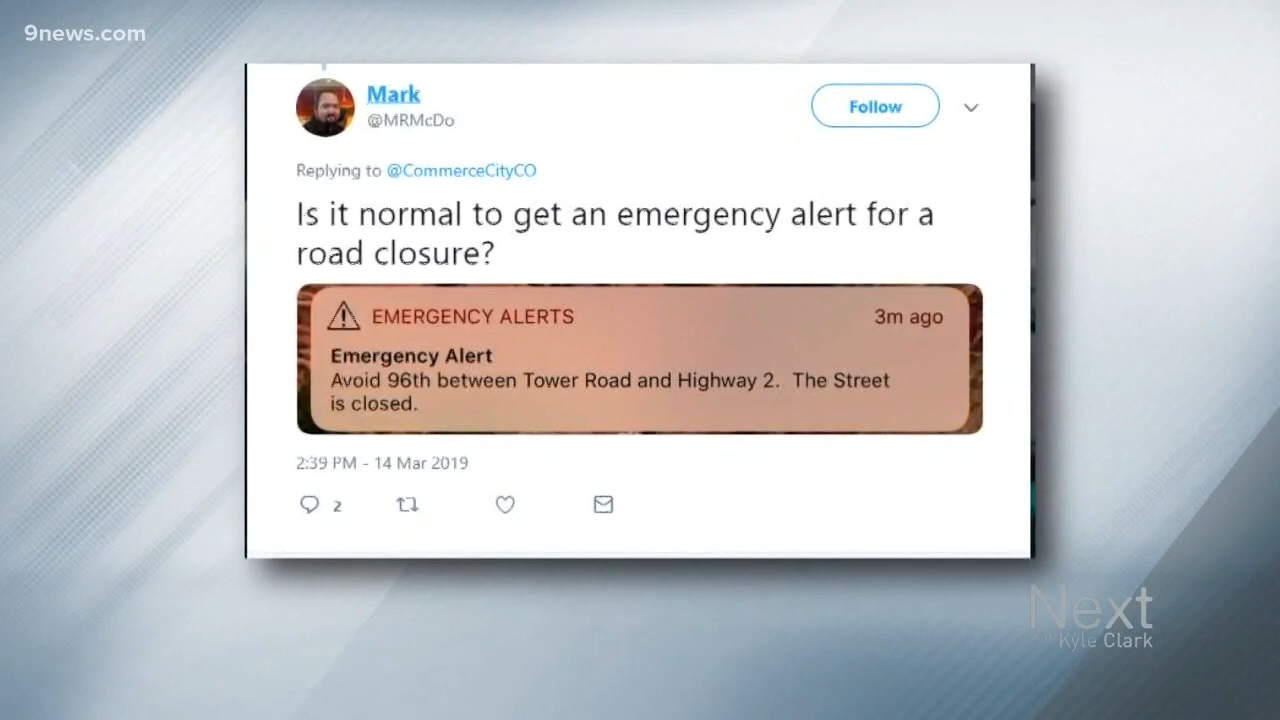 9news.com
Mark
@MRMcDo
Follow
Replying to @CommerceCityCO
Is it normal to get an emergency alert for a
road closure?
EMERGENCY ALERTS
3m ago
Emergency Alert
Avoid 96th between Tower Road and Highway 2. The Street
is closed.
2:39 PM - 14 Mar 2019
2
Next
Kyle Clark